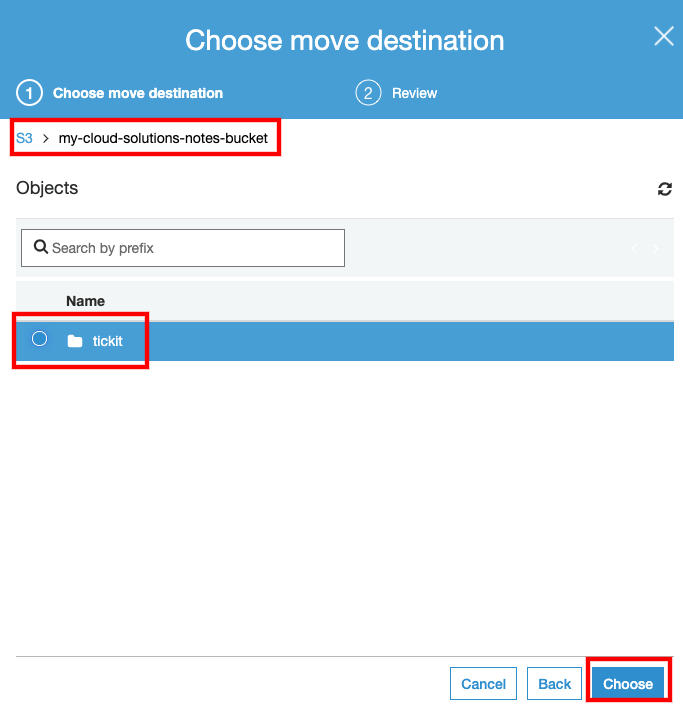 Choose move destination
1 Choose move destination 2 Review
S3 > my-cloud-solutions-notes-bucket
Objects
Search by prefix
Name
tickit
Cancel Back Choose